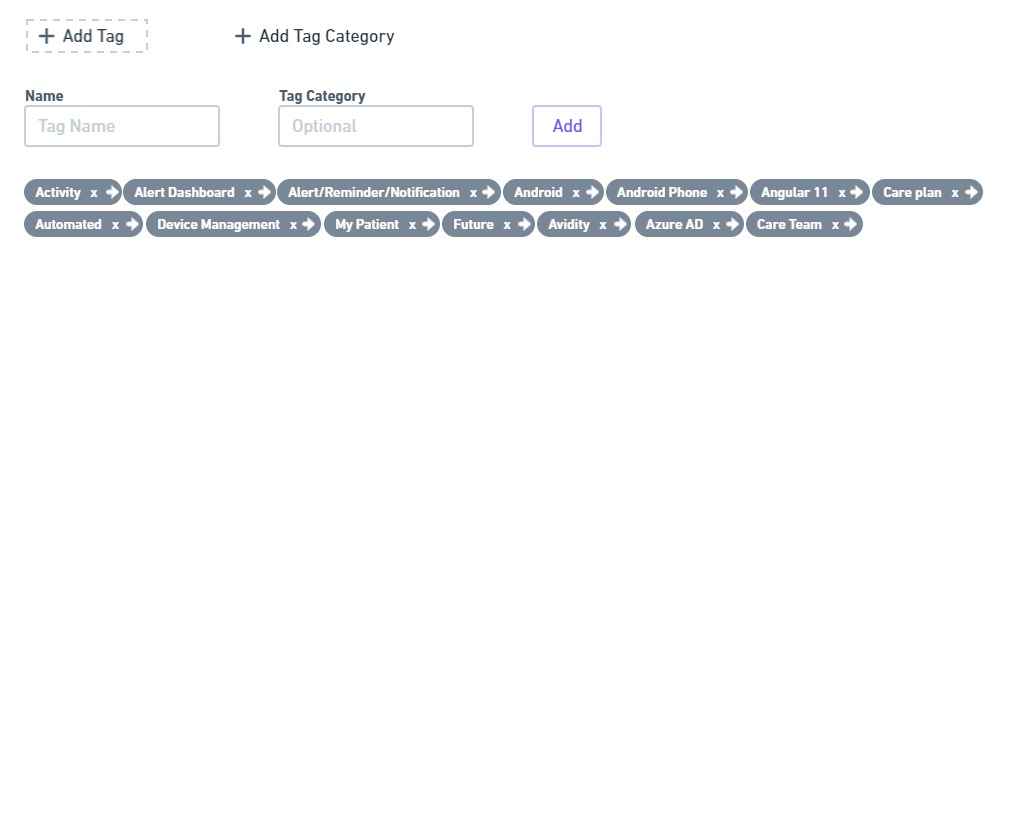 + Add Tag + Add Tag Category
Name Tag Category
Tag Name Optional Add
Activity x Alert Dashboard x Alert/Reminder/Notification x Android x Android Phone x Angular 11 x Care plan x
Automated x Device Management x My Patient x Future x Avidity x Azure AD x Care Team x